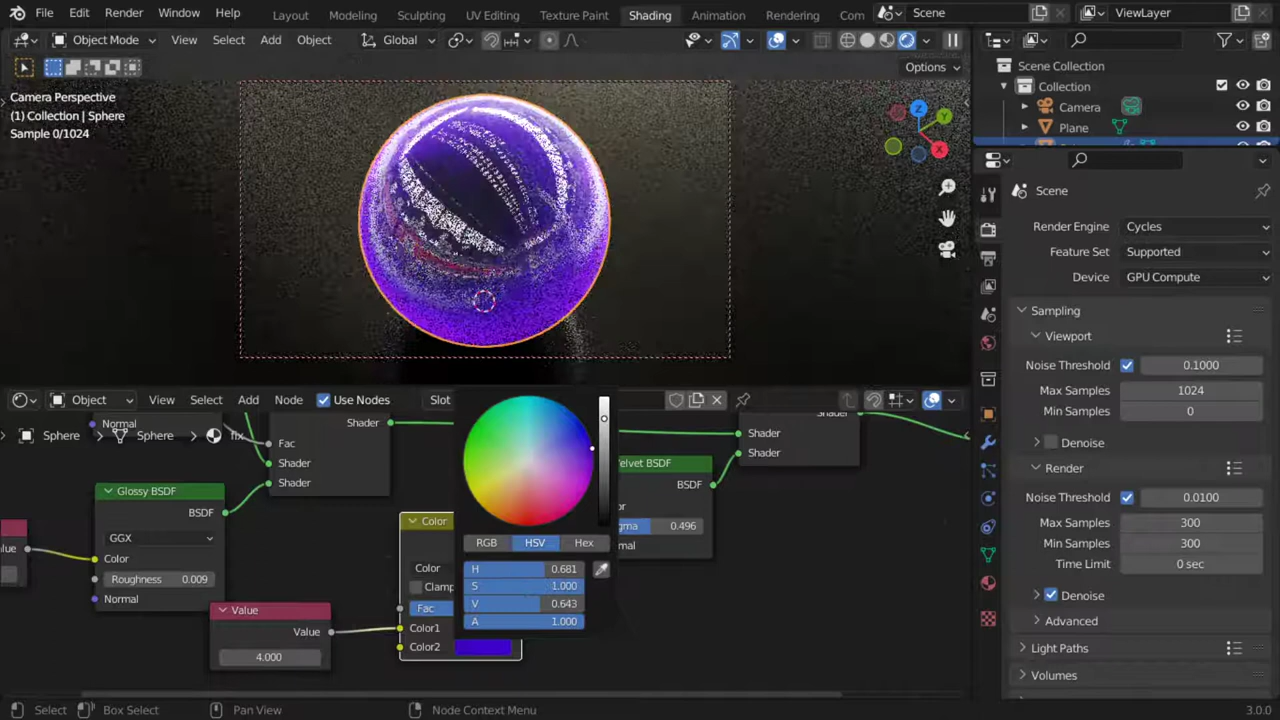 File Edit Render Window Help Layout Modeling Sculpting UV Editing Texture Paint Shading Animation Rendering Com Scene ViewLayer
Object Mode View Select Add Object Global
Options
Camera Perspective
(1) Collection | Sphere
Sample 0/1024
Z
Y
X
Scene Collection
Collection
Camera
Plane
Scene
Render Engine Cycles
Feature Set Supported
Device GPU Compute
Sampling
Viewport
Noise Threshold 0.1000
Max Samples 1024
Min Samples 0
Denoise
Render
Noise Threshold 0.0100
Max Samples 300
Min Samples 300
Time Limit 0 sec
Denoise
Advanced
Light Paths
Volumes
Object View Select Add Node Use Nodes Slot
Normal
Sphere Sphere fix
Shader
Fac
Shader
Shader
Glossy BSDF
BSDF
GGX
Color
Roughness 0.009
Normal
alue
Value
Value
4.000
Color
Color
Clamp
Fac
Color1
Color2
RGB HSV Hex
H 0.681
S 1.000
V 0.643
A 1.000
elvet BSDF
BSDF
or
gma 0.496
rmal
Shader
Shader
Shader
Select Box Select Pan View Node Context Menu 3.0.0